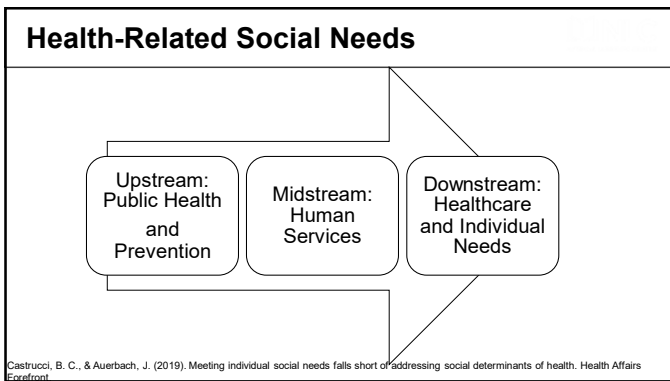 Health-Related Social Needs
Upstream:
Public Health
and
Prevention
Midstream:
Human
Services
Downstream:
Healthcare
and Individual
Needs
Castrucci, B. C., & Auerbach, J. (2019). Meeting individual social needs falls short of addressing social determinants of health. Health Affairs
Forefront